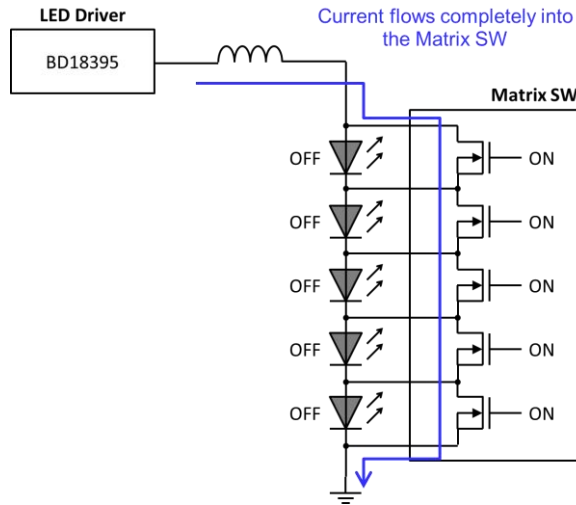 LED Driver
Current flows completely into
the Matrix SW
BD18395
Matrix SW
OFF
ON
OFF
ON
OFF
ON
OFF
ON
OFF
ON